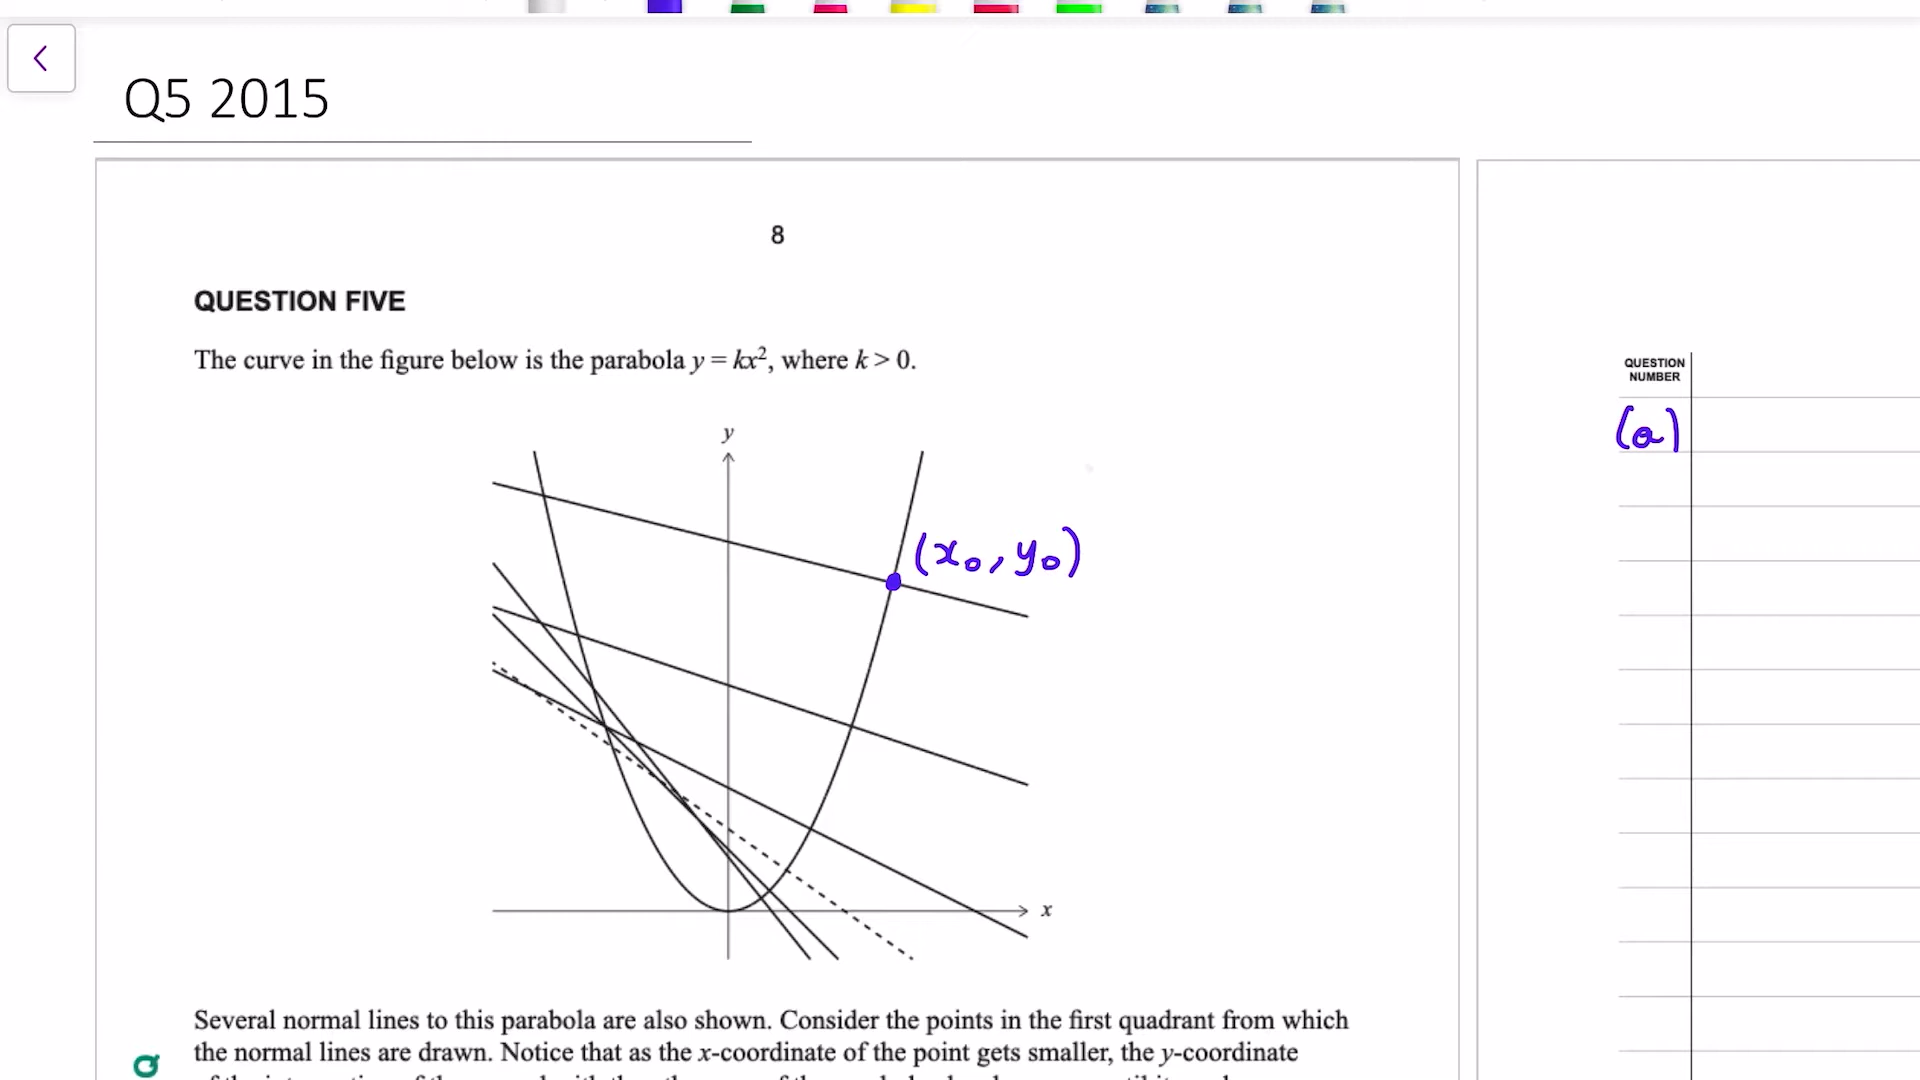 Q5 2015
8
QUESTION FIVE
The curve in the figure below is the parabola y = kx², where k > 0.
y
(x₀, y₀)
x
Several normal lines to this parabola are also shown. Consider the points in the first quadrant from which
the normal lines are drawn. Notice that as the x-coordinate of the point gets smaller, the y-coordinate
QUESTION
NUMBER
(a)